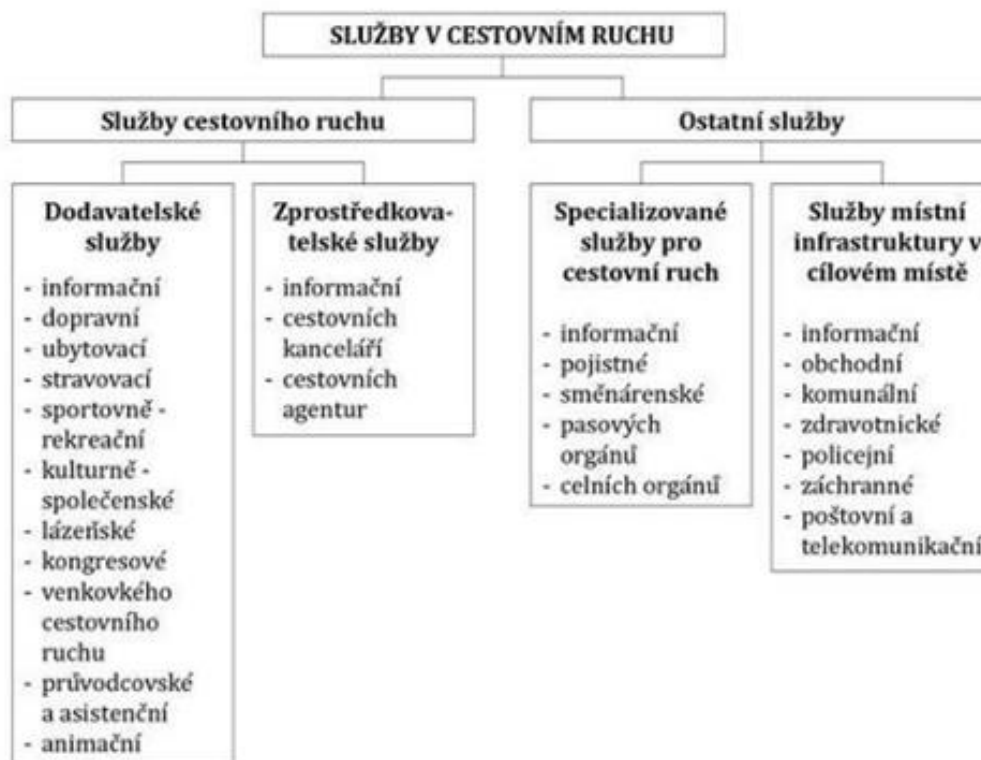 SLUŽBY V CESTOVNÍM RUCHU
Služby cestovního ruchu
Ostatní služby
Dodavatelské
služby
- informační
- dopravní
- ubytovací
- stravovací
- sportovně -
rekreační
- kulturně -
společenské
- lázeňské
- kongresové
- venkovkého
cestovního
ruchu
- průvodcovské
a asistenční
- animační
Zprostředkova-
telské služby
- informační
- cestovních
kanceláří
- cestovních
agentur
Specializované
služby pro
cestovní ruch
- informační
- pojistné
- směnárenské
- pasových
orgánů
- celních orgánů
Služby místní
infrastruktury v
cílovém místě
- informační
- obchodní
- komunální
- zdravotnické
- policejní
- záchranné
- poštovní a
telekomunikační